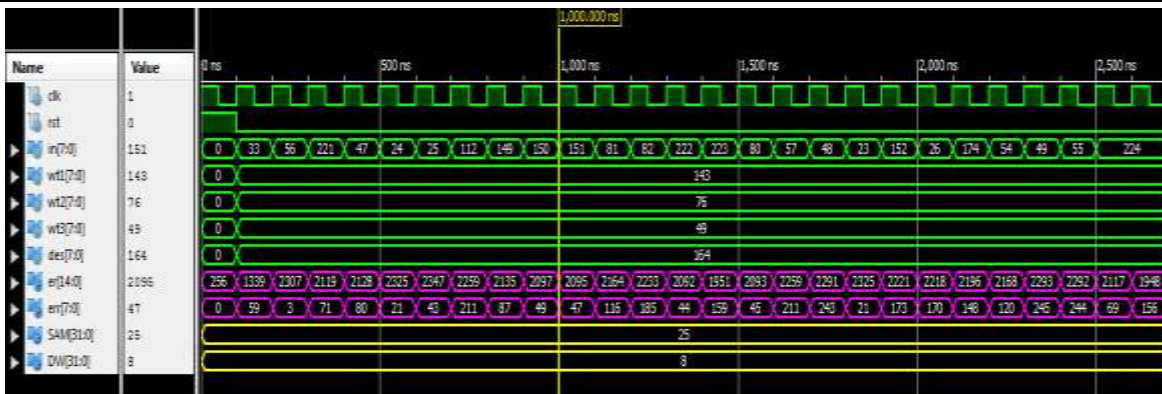 1,000.000 ns
Name Value 0 ns 500 ns 1,000 ns 1,500 ns 2,000 ns 2,500 ns
clk 1
rst 0
in[7:0] 151 0 33 56 221 47 24 25 112 149 150 151 81 82 222 223 80 57 48 23 152 26 174 54 49 55 224
wt1[7:0] 143 0 143
wt2[7:0] 76 0 76
wt3[7:0] 49 0 49
des[7:0] 164 0 164
er[14:0] 256 1339 2307 2119 2128 2325 2347 2259 2135 2097 2095 2164 2233 2092 1951 2093 2259 2291 2325 2221 2218 2196 2168 2293 2292 2117 1948
err[7:0] 47 0 59 3 71 80 21 43 211 87 49 47 116 185 44 159 45 211 243 21 173 170 148 120 245 244 69 156
SAM[31:0] 25 25
DW[31:0] 8 8